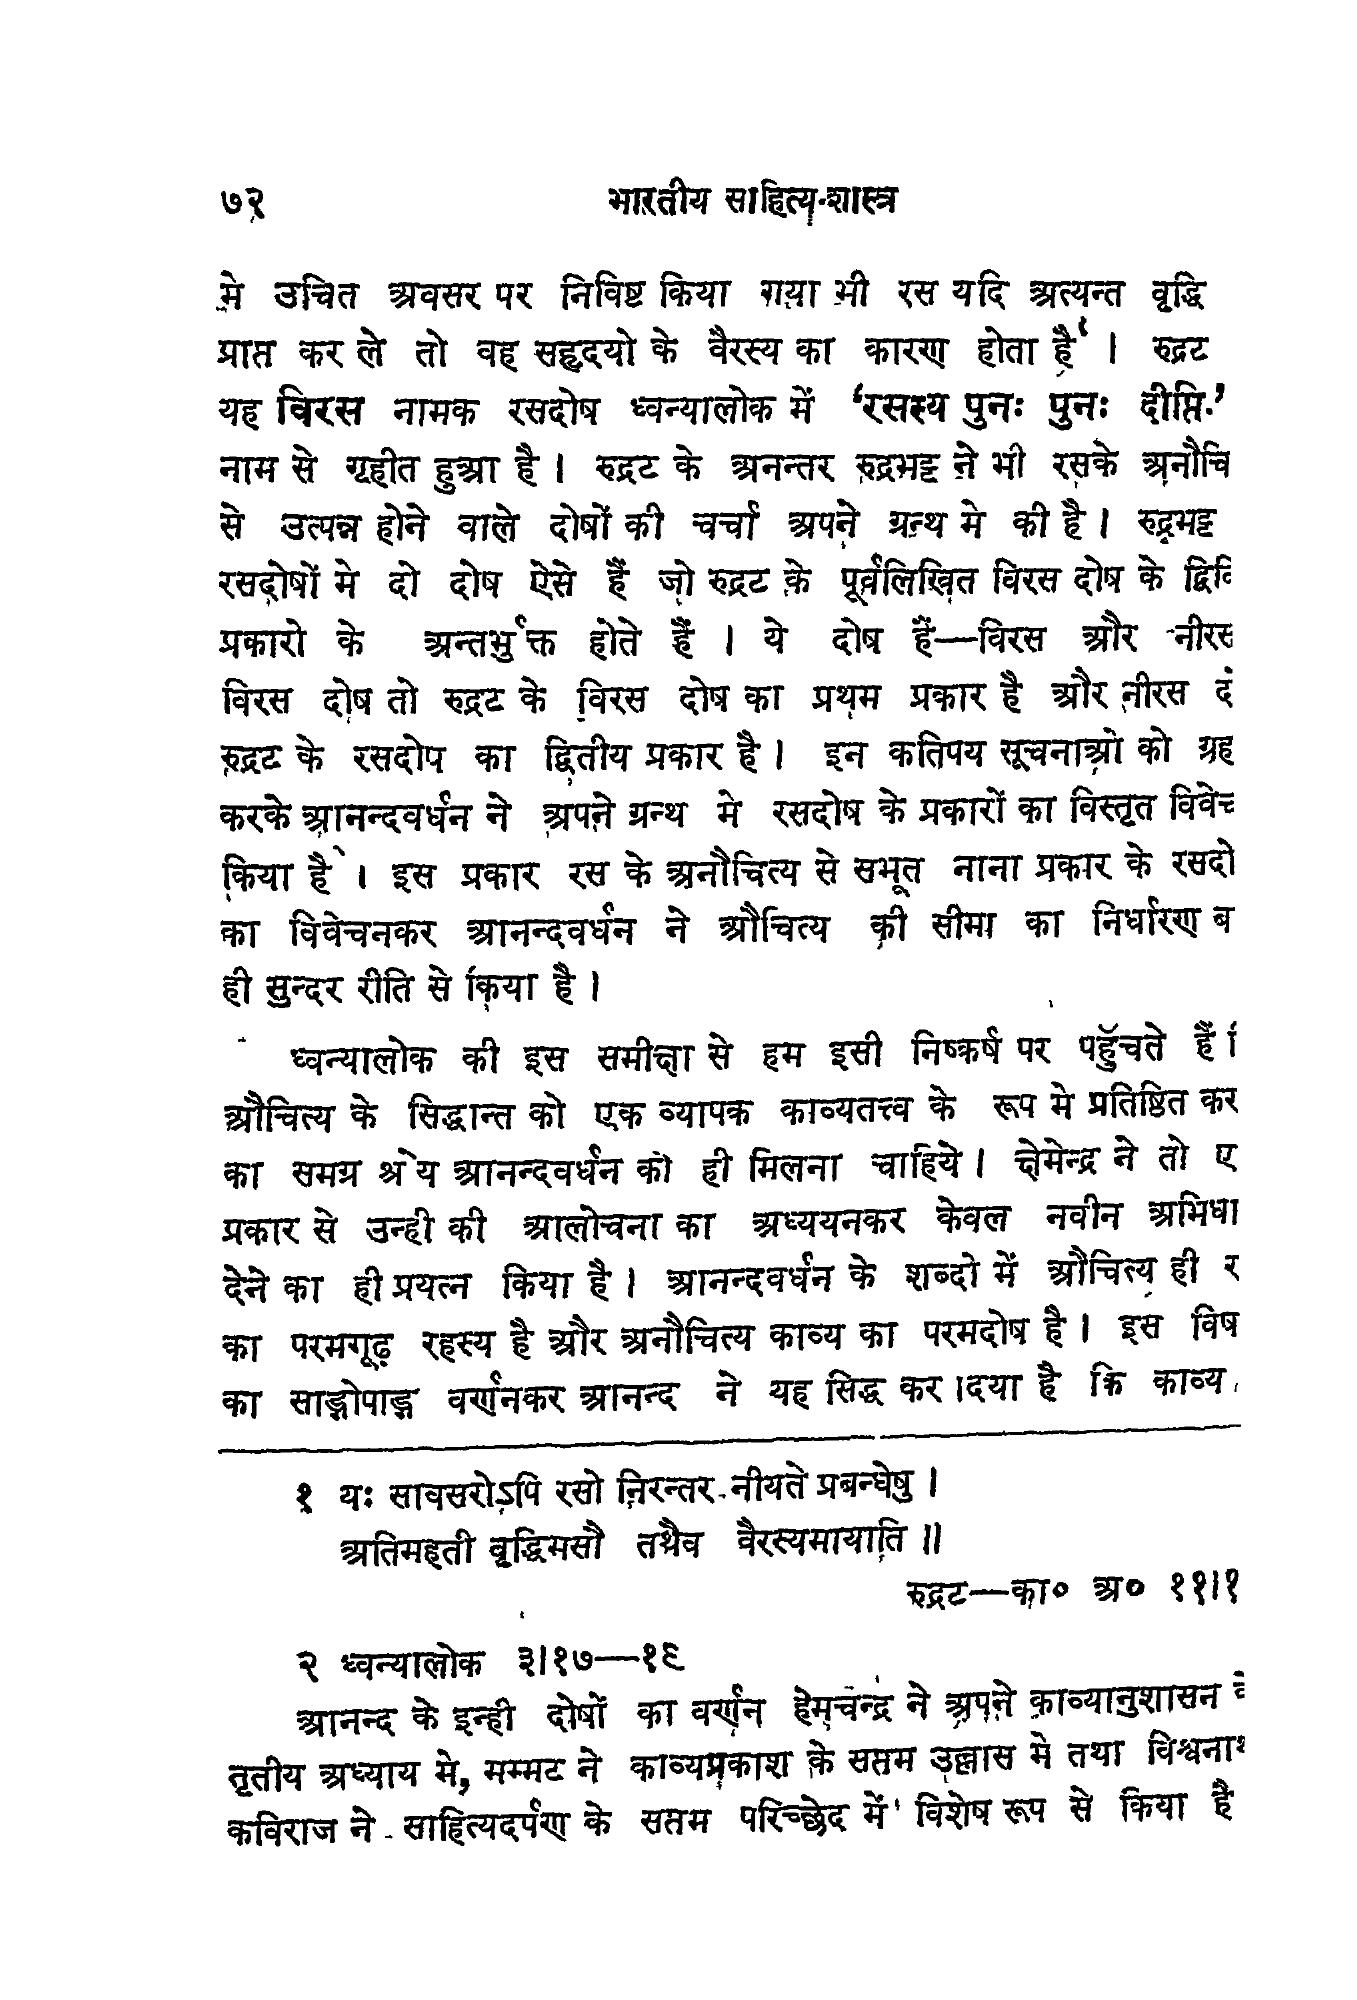 ७२ भारतीय साहित्य-शास्त्र
मे उचित अवसर पर निविष्ट किया गया भी रस यदि अत्यन्त वृद्धि
प्राप्त कर ले तो वह सहृदयो के वैरस्य का कारण होता है१ । रुद्रट
यह विरस नामक रसदोष ध्वन्यालोक में ‘रसस्य पुनः पुनः दीप्ति.’
नाम से गृहीत हुआ है । रुद्रट के अनन्तर रुद्रभट्ट ने भी रसके अनौचि
से उत्पन्न होने वाले दोषों की चर्चा अपने ग्रन्थ मे की है । रुद्रभट्ट
रसदोषों मे दो दोष ऐसे हैं जो रुद्रट के पूर्वलिखित विरस दोष के द्वि
प्रकारो के अन्तर्भुक्त होते हैं । ये दोष हैं—विरस और नीरस
विरस दोष तो रुद्रट के विरस दोष का प्रथम प्रकार है और नीरस दो
रुद्रट के रसदोप का द्वितीय प्रकार है । इन कतिपय सूचनाओ को ग्रह
करके आनन्दवर्धन ने अपने ग्रन्थ मे रसदोष के प्रकारों का विस्तृत विवेच
किया है२ । इस प्रकार रस के अनौचित्य से सभूत नाना प्रकार के रसदो
का विवेचनकर आनन्दवर्धन ने औचित्य की सीमा का निर्धारण ब
ही सुन्दर रीति से किया है ।
ध्वन्यालोक की इस समीक्षा से हम इसी निष्कर्ष पर पहुँचते हैं
औचित्य के सिद्धान्त को एक व्यापक काव्यतत्त्व के रूप मे प्रतिष्ठित कर
का समग्र श्रेय आनन्दवर्धन को ही मिलना चाहिये । क्षेमेन्द्र ने तो ए
प्रकार से उन्ही की आलोचना का अध्ययनकर केवल नवीन अभिधा
देने का ही प्रयत्न किया है । आनन्दवर्धन के शब्दो में औचित्य ही र
का परमगूढ़ रहस्य है और अनौचित्य काव्य का परमदोष है । इस विष
का साङ्गोपाङ्ग वर्णनकर आनन्द ने यह सिद्ध कर दिया है कि काव्य
१ यः सावसरोऽपि रसो निरन्तर नीयते प्रबन्धेषु ।
अतिमहती वृद्धिमसौ तथैव वैरस्यमायाति ॥
रुद्रट—का० अ० ११।१
२ ध्वन्यालोक ३।१७—१९
आनन्द के इन्ही दोषों का वर्णन हेमचन्द्र ने अपने काव्यानुशासन के
तृतीय अध्याय मे, मम्मट ने काव्यप्रकाश के सप्तम उल्लास मे तथा विश्वनाथ
कविराज ने साहित्यदर्पण के सप्तम परिच्छेद में विशेष रूप से किया है